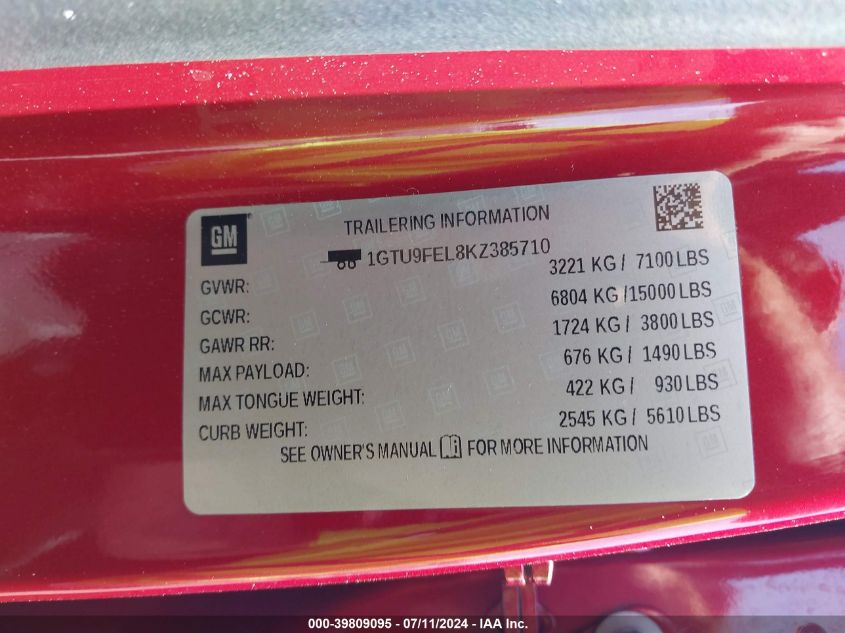 GM
TRAILERING INFORMATION
1GTU9FEL8KZ385710
GVWR: 3221 KG / 7100 LBS
GCWR: 6804 KG /15000 LBS
GAWR RR: 1724 KG / 3800 LBS
MAX PAYLOAD: 676 KG / 1490 LBS
MAX TONGUE WEIGHT: 422 KG / 930 LBS
CURB WEIGHT: 2545 KG / 5610 LBS
SEE OWNER'S MANUAL FOR MORE INFORMATION
000-39809095 - 07/11/2024 - IAA Inc.